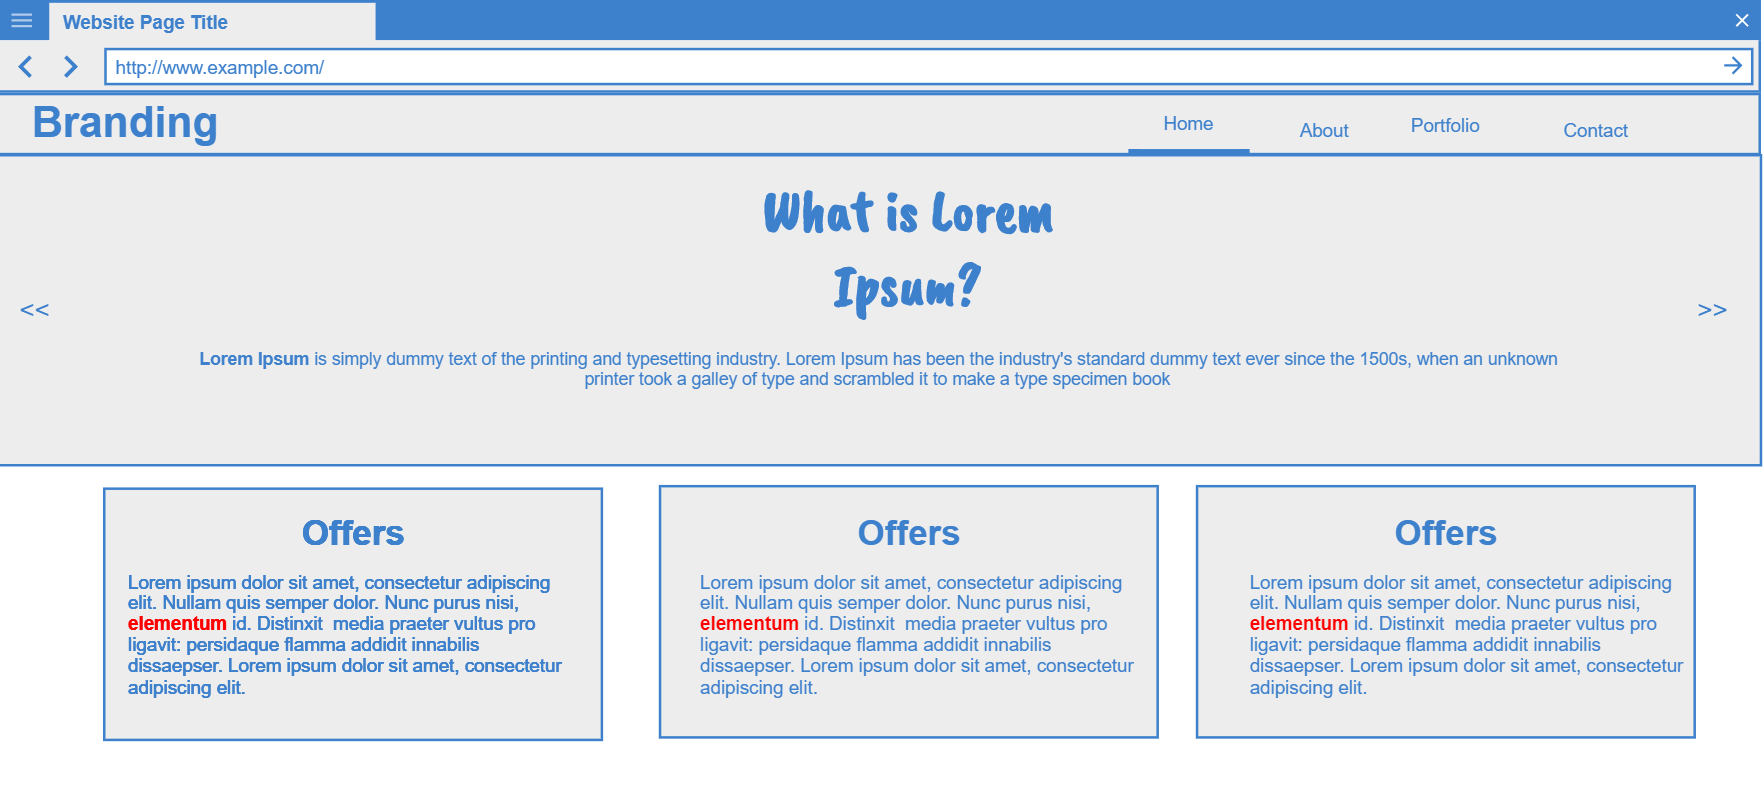 Website Page Title
http://www.example.com/
Branding
Home About Portfolio Contact
What is Lorem
Ipsum?
<< >>
Lorem Ipsum is simply dummy text of the printing and typesetting industry. Lorem Ipsum has been the industry's standard dummy text ever since the 1500s, when an unknown
printer took a galley of type and scrambled it to make a type specimen book
Offers
Lorem ipsum dolor sit amet, consectetur adipiscing
elit. Nullam quis semper dolor. Nunc purus nisi,
elementum id. Distinxit  media praeter vultus pro
ligavit: persidaque flamma addidit innabilis
dissaepser. Lorem ipsum dolor sit amet, consectetur
adipiscing elit.
Offers
Lorem ipsum dolor sit amet, consectetur adipiscing
elit. Nullam quis semper dolor. Nunc purus nisi,
elementum id. Distinxit  media praeter vultus pro
ligavit: persidaque flamma addidit innabilis
dissaepser. Lorem ipsum dolor sit amet, consectetur
adipiscing elit.
Offers
Lorem ipsum dolor sit amet, consectetur adipiscing
elit. Nullam quis semper dolor. Nunc purus nisi,
elementum id. Distinxit  media praeter vultus pro
ligavit: persidaque flamma addidit innabilis
dissaepser. Lorem ipsum dolor sit amet, consectetur
adipiscing elit.